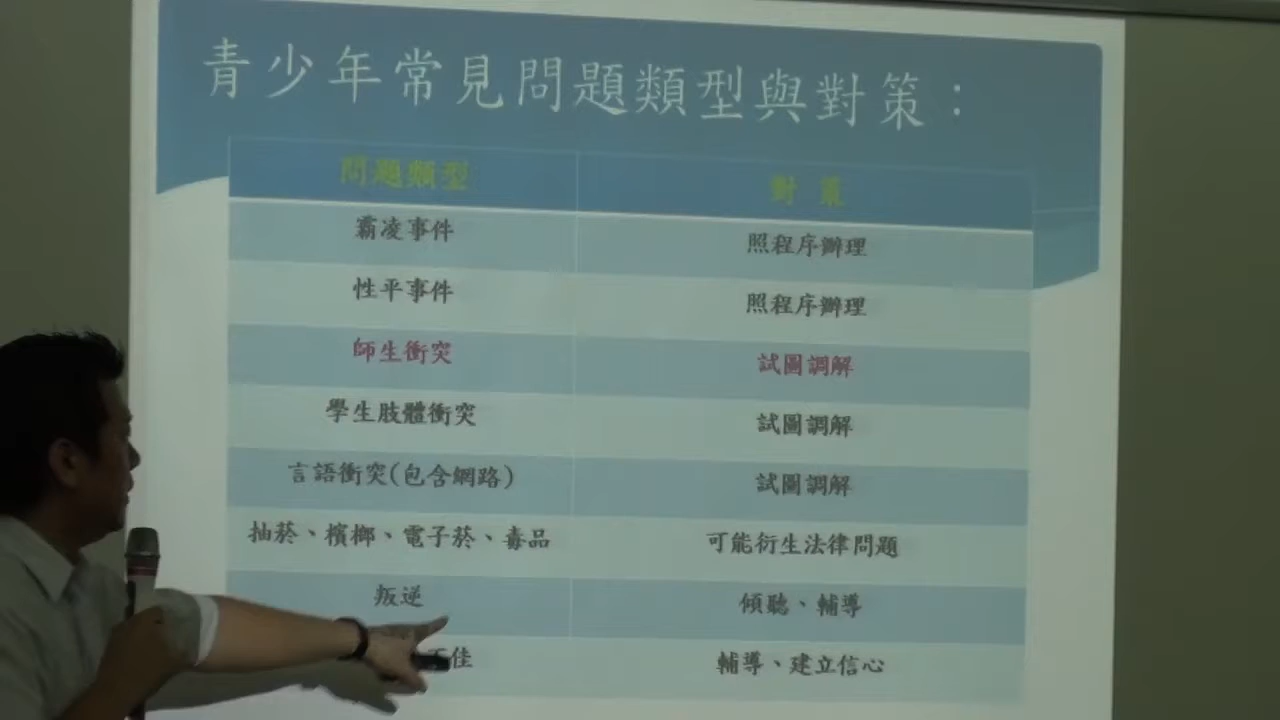 青少年常見問題類型與對策：
問題類型 對策
霸凌事件 照程序辦理
性平事件 照程序辦理
師生衝突 試圖調解
學生肢體衝突 試圖調解
言語衝突(包含網路) 試圖調解
抽菸、檳榔、電子菸、毒品 可能衍生法律問題
叛逆 傾聽、輔導
佳 輔導、建立信心